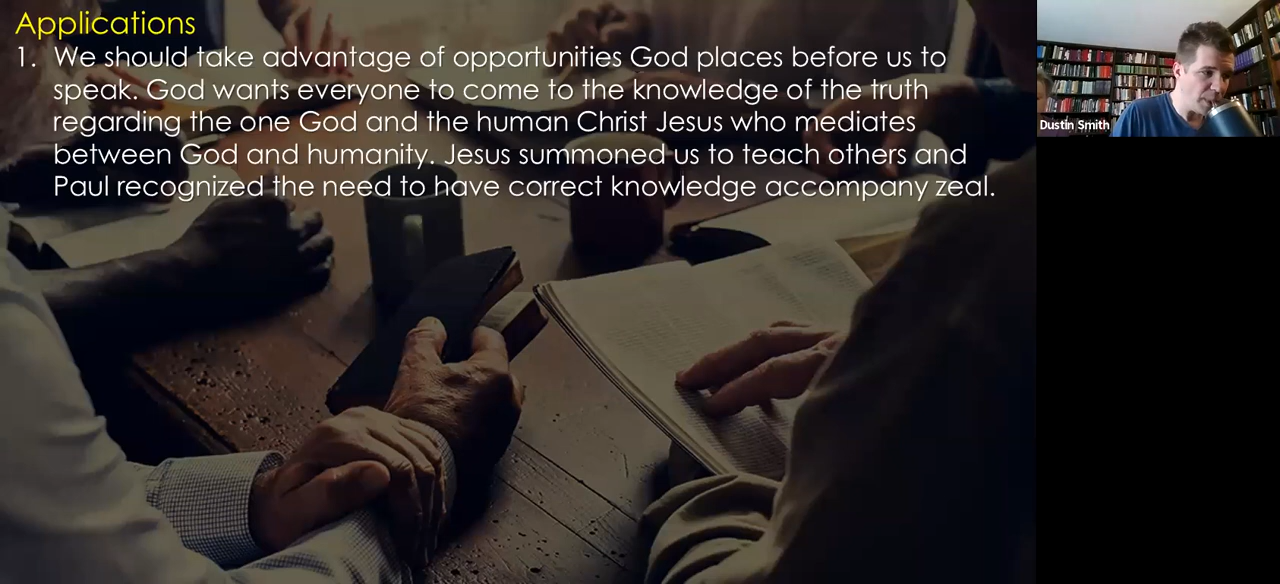 Applications
1. We should take advantage of opportunities God places before us to
speak. God wants everyone to come to the knowledge of the truth
regarding the one God and the human Christ Jesus who mediates
between God and humanity. Jesus summoned us to teach others and
Paul recognized the need to have correct knowledge accompany zeal.
Dustin Smith